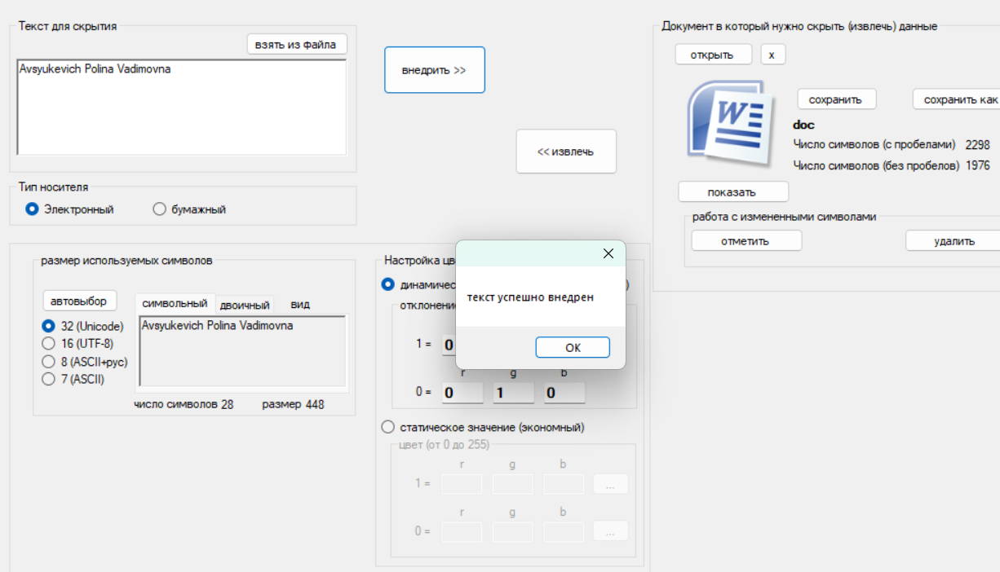 Текст для скрытия
взять из файла
Avsyukevich Polina Vadimovna
внедрить >>
<< извлечь
Тип носителя
Электронный
бумажный
Документ в который нужно скрыть (извлечь) данные
открыть
x
W
сохранить
сохранить как
doc
Число символов (с пробелами) 2298
Число символов (без пробелов) 1976
показать
работа с измененными символами
отметить
удалить
размер используемых символов
автовыбор
символьный
двоичный
вид
32 (Unicode)
16 (UTF-8)
8 (ASCII+рус)
7 (ASCII)
Avsyukevich Polina Vadimovna
число символов 28
размер 448
Настройка цв
динамичес
)
отклонени
1 =
0
r g b
0 =
0 1 0
текст успешно внедрен
OK
статическое значение (экономный)
цвет (от 0 до 255)
r g b
1 =
...
r g b
0 =
...